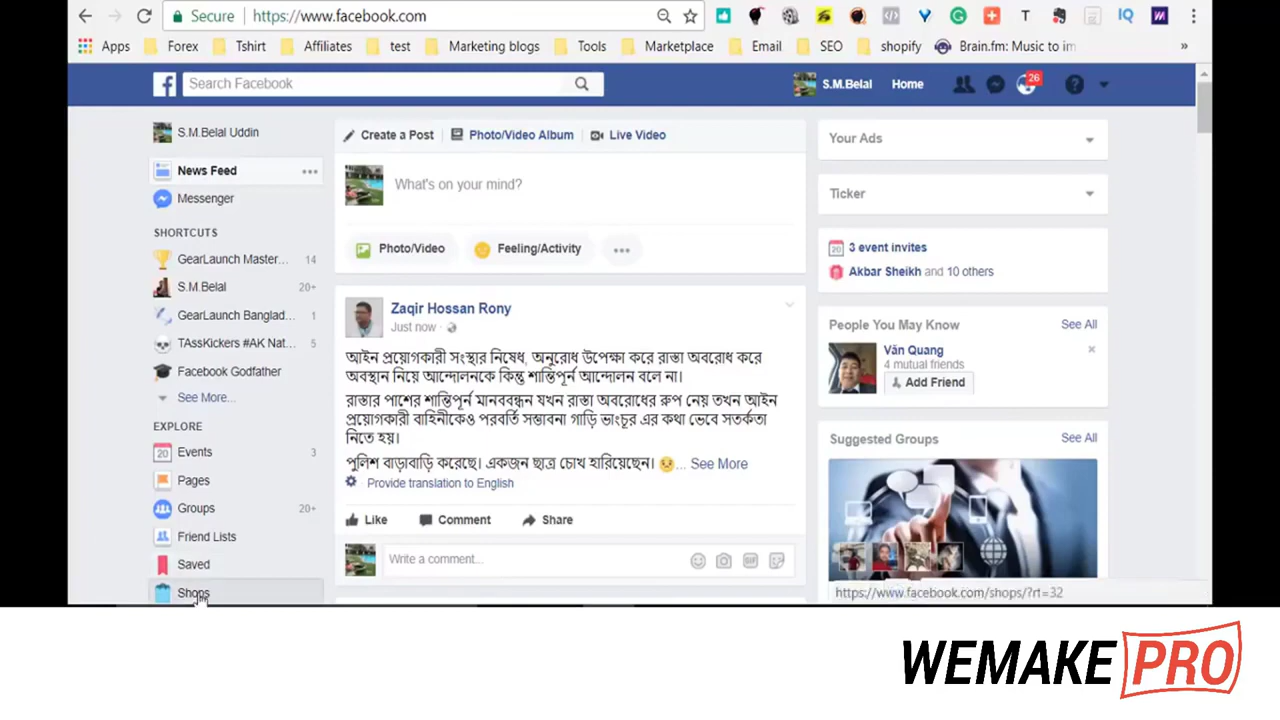 Secure https://www.facebook.com
Apps Forex Tshirt Affiliates test Marketing blogs Tools Marketplace Email SEO shopify Brain.fm: Music to im »
Search Facebook
S.M.Belal Home 26
S.M.Belal Uddin
News Feed
Messenger
SHORTCUTS
GearLaunch Master... 14
S.M.Belal 20+
GearLaunch Banglad... 1
TAssKickers #AK Nat... 5
Facebook Godfather
See More...
EXPLORE
Events 3
Pages
Groups 20+
Friend Lists
Saved
Shops
Create a Post Photo/Video Album Live Video
What's on your mind?
Photo/Video Feeling/Activity
Zaqir Hossan Rony
Just now ·
আইন প্রয়োগকারী সংস্থার নিষেধ, অনুরোধ উপেক্ষা করে রাস্তা অবরোধ করে
অবস্থান নিয়ে আন্দোলনকে কিন্তু শান্তিপূর্ন আন্দোলন বলে না।
রাস্তার পাশের শান্তিপূর্ন মানববন্ধন যখন রাস্তা অবরোধের রুপ নেয় তখন আইন
প্রয়োগকারী বাহিনীকেও পরবর্তি সম্ভাবনা গাড়ি ভাংচূর এর কথা ভেবে সতর্কতা
নিতে হয়।
পুলিশ বাড়াবাড়ি করেছে। একজন ছাত্র চোখ হারিয়েছেন। ... See More
Provide translation to English
Like Comment Share
Write a comment...
Your Ads
Ticker
20 3 event invites
Akbar Sheikh and 10 others
People You May Know See All
Văn Quang
4 mutual friends
Add Friend
Suggested Groups See All
https://www.facebook.com/shops/?rt=32
WEMAKE PRO